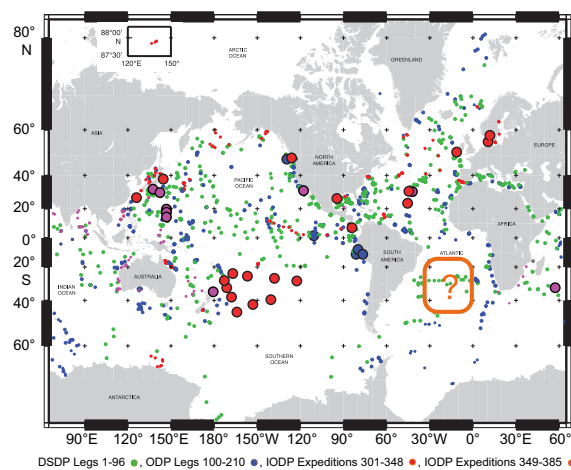 80°
N
88°00'
N
87°30'
120°E 150°
ARCTIC
OCEAN
GREENLAND
60°
ASIA
EUROPE
NORTH
AMERICA
40°
PACIFIC
OCEAN
20°
AFRICA
0°
SOUTH
AMERICA
ATLANTIC
20°
S
AUSTRALIA
INDIAN
OCEAN
?
40°
60°
SOUTHERN
OCEAN
ANTARCTICA
90°E 120° 150° 180° 150°W 120° 90° 60° 30°W 0° 30°E 60°
DSDP Legs 1-96 , ODP Legs 100-210 , IODP Expeditions 301-348 , IODP Expeditions 349-385